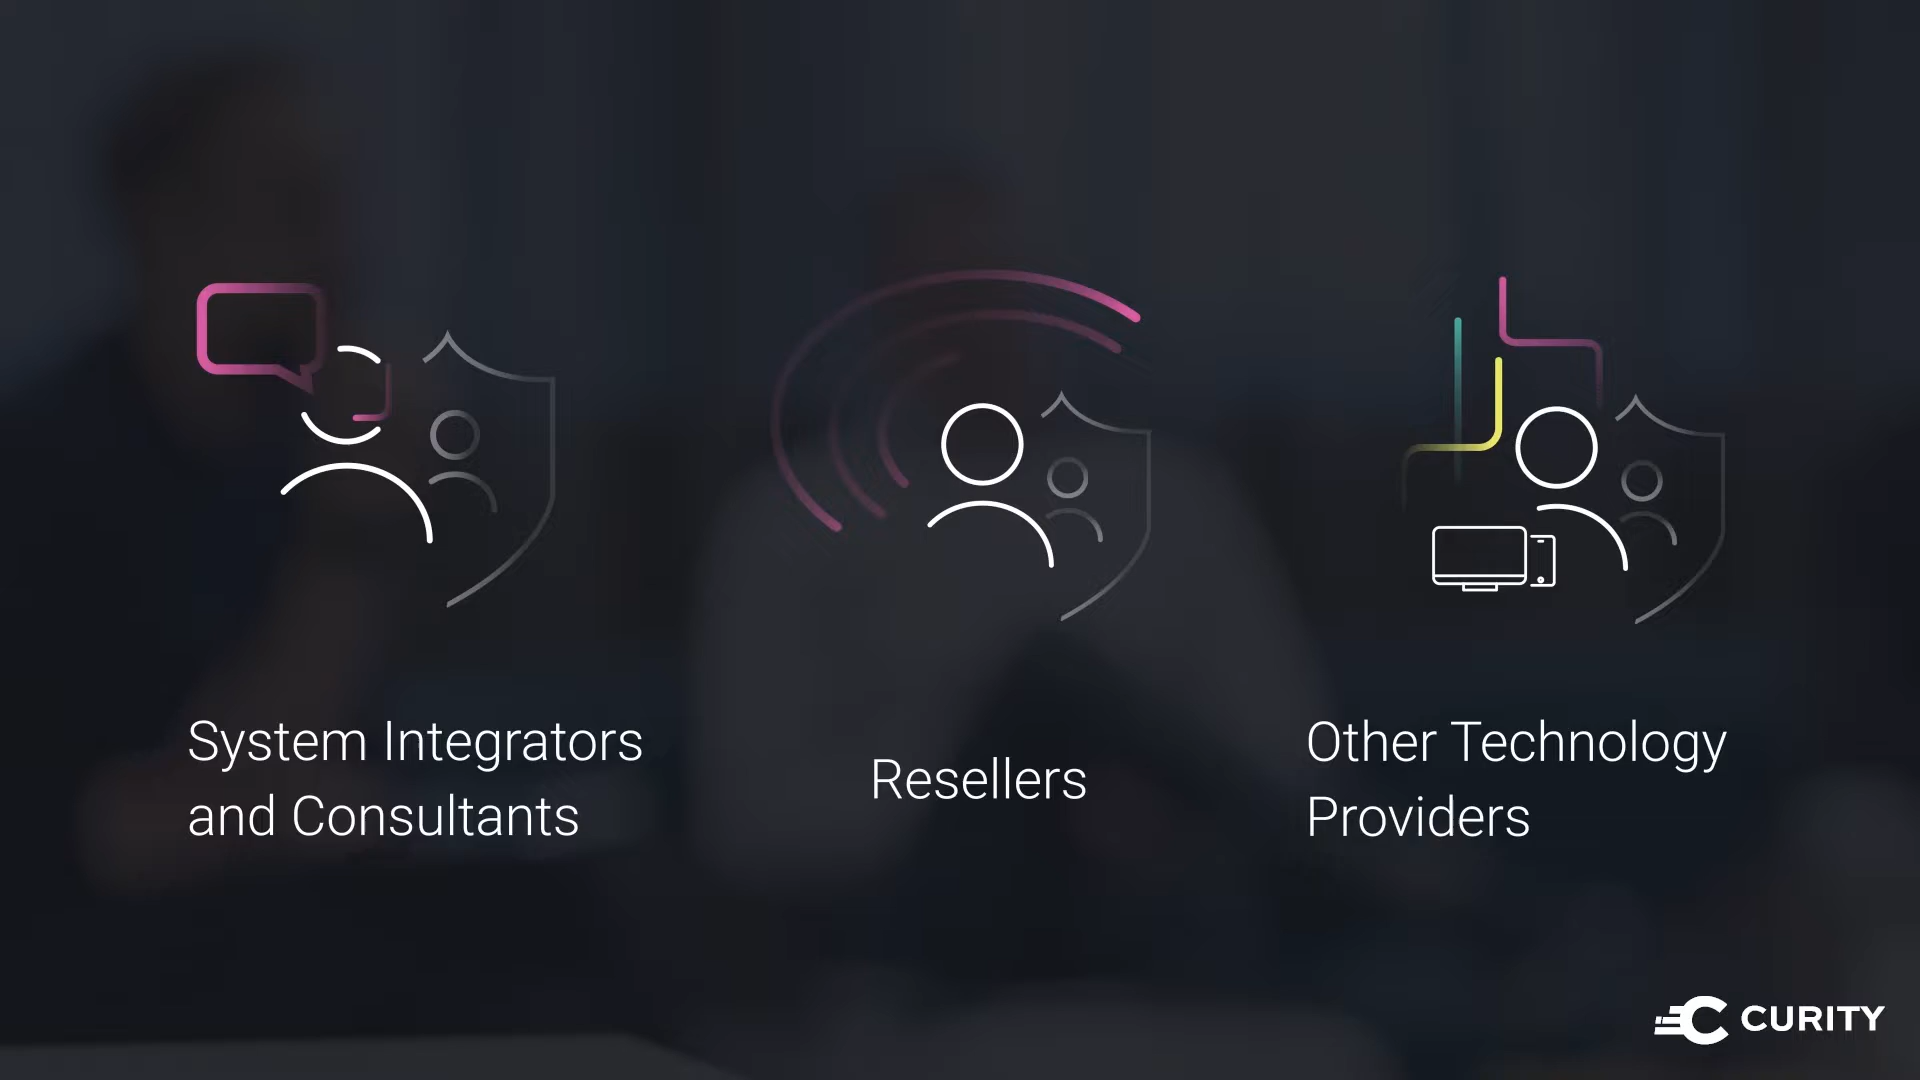 System Integrators
and Consultants
Resellers
Other Technology
Providers
CURITY